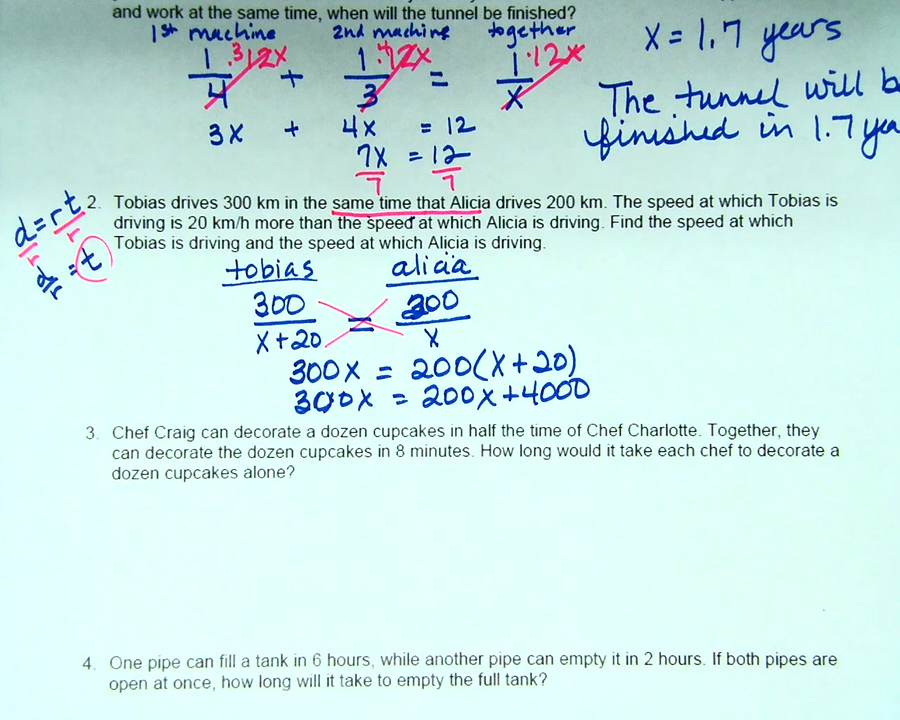 and work at the same time, when will the tunnel be finished?
1st machine 2nd machine together
1/4 ·3 12x + 1/3 ·4 12x = 1/x ·12x
x = 1.7 years
3x + 4x = 12
The tunnel will
finished in 1.7
7x = 12
7 7
d = rt
r r
d/r = t
2. Tobias drives 300 km in the same time that Alicia drives 200 km. The speed at which Tobias is
driving is 20 km/h more than the speed at which Alicia is driving. Find the speed at which
Tobias is driving and the speed at which Alicia is driving.
tobias alicia
300/x+20 = 200/x
300x = 200(x+20)
300x = 200x+4000
3. Chef Craig can decorate a dozen cupcakes in half the time of Chef Charlotte. Together, they
can decorate the dozen cupcakes in 8 minutes. How long would it take each chef to decorate a
dozen cupcakes alone?
4. One pipe can fill a tank in 6 hours, while another pipe can empty it in 2 hours. If both pipes are
open at once, how long will it take to empty the full tank?